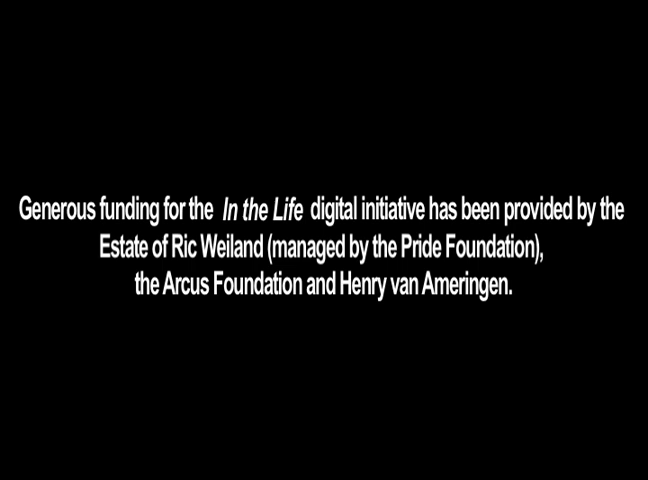 Generous funding for the In the Life digital initiative has been provided by the
Estate of Ric Weiland (managed by the Pride Foundation),
the Arcus Foundation and Henry van Ameringen.